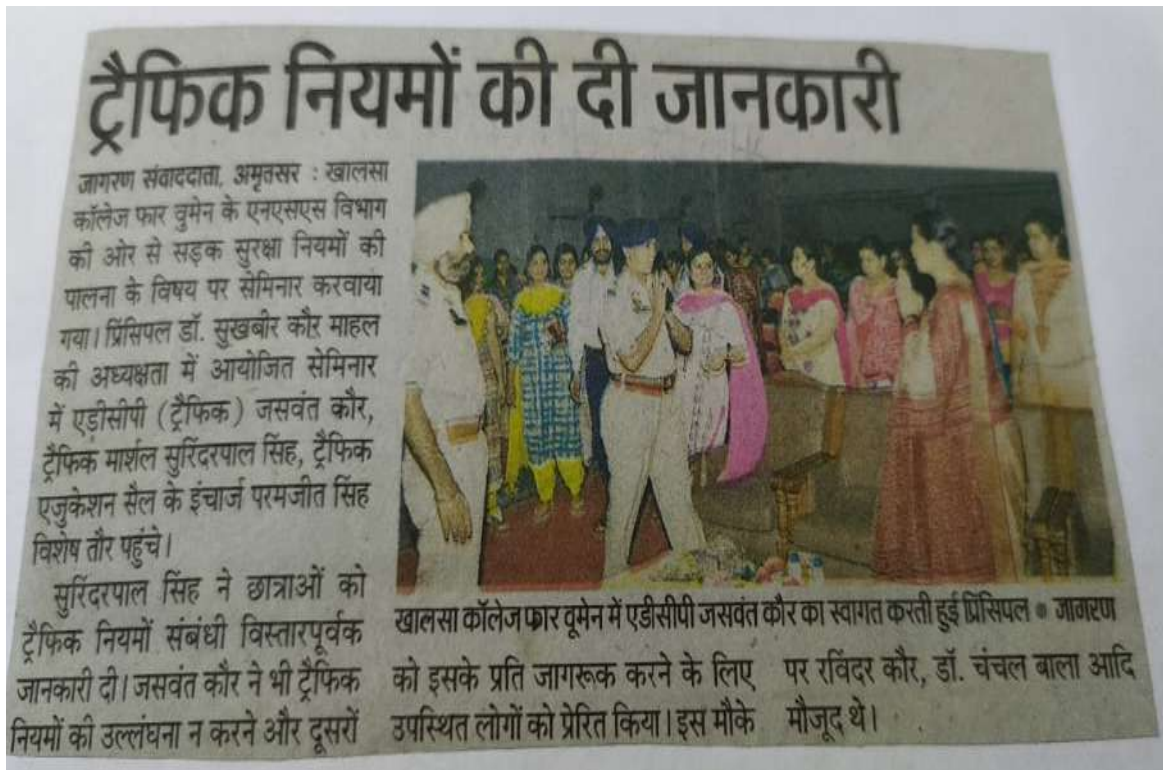 ट्रैफिक नियमों की दी जानकारी
जागरण संवाददाता, अमृतसर : खालसा
कॉलेज फार वुमेन के एनएसएस विभाग
की ओर से सड़क सुरक्षा नियमों की
पालना के विषय पर सेमिनार करवाया
गया। प्रिंसिपल डॉ. सुखबीर कौर माहल
की अध्यक्षता में आयोजित सेमिनार
में एडीसीपी (ट्रैफिक) जसवंत कौर,
ट्रैफिक मार्शल सुरिंदरपाल सिंह, ट्रैफिक
एजुकेशन सैल के इंचार्ज परमजीत सिंह
विशेष तौर पहुंचे।
सुरिंदरपाल सिंह ने छात्राओं को
ट्रैफिक नियमों संबंधी विस्तारपूर्वक
जानकारी दी। जसवंत कौर ने भी ट्रैफिक
नियमों की उल्लंघना न करने और दूसरों
खालसा कॉलेज फार वूमेन में एडीसीपी जसवंत कौर का स्वागत करती हुई प्रिंसिपल ● जागरण
को इसके प्रति जागरूक करने के लिए
उपस्थित लोगों को प्रेरित किया। इस मौके
पर रविंदर कौर, डॉ. चंचल बाला आदि
मौजूद थे।